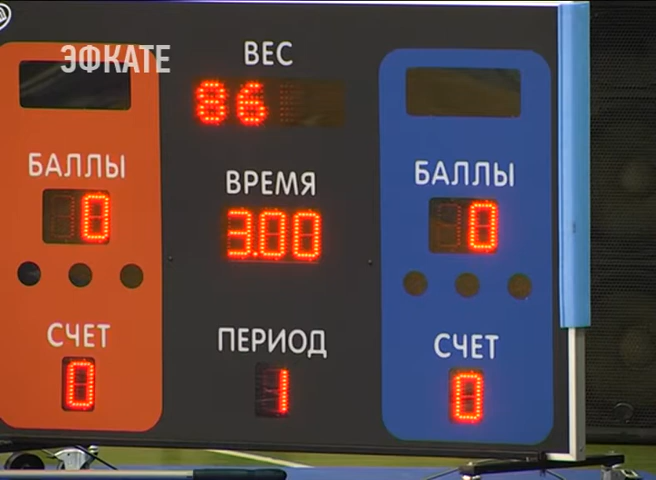 ЭФКАТЕ
ВЕС
86
БАЛЛЫ
ВРЕМЯ
БАЛЛЫ
0
3.00
0
СЧЕТ
ПЕРИОД
СЧЕТ
0
1
0